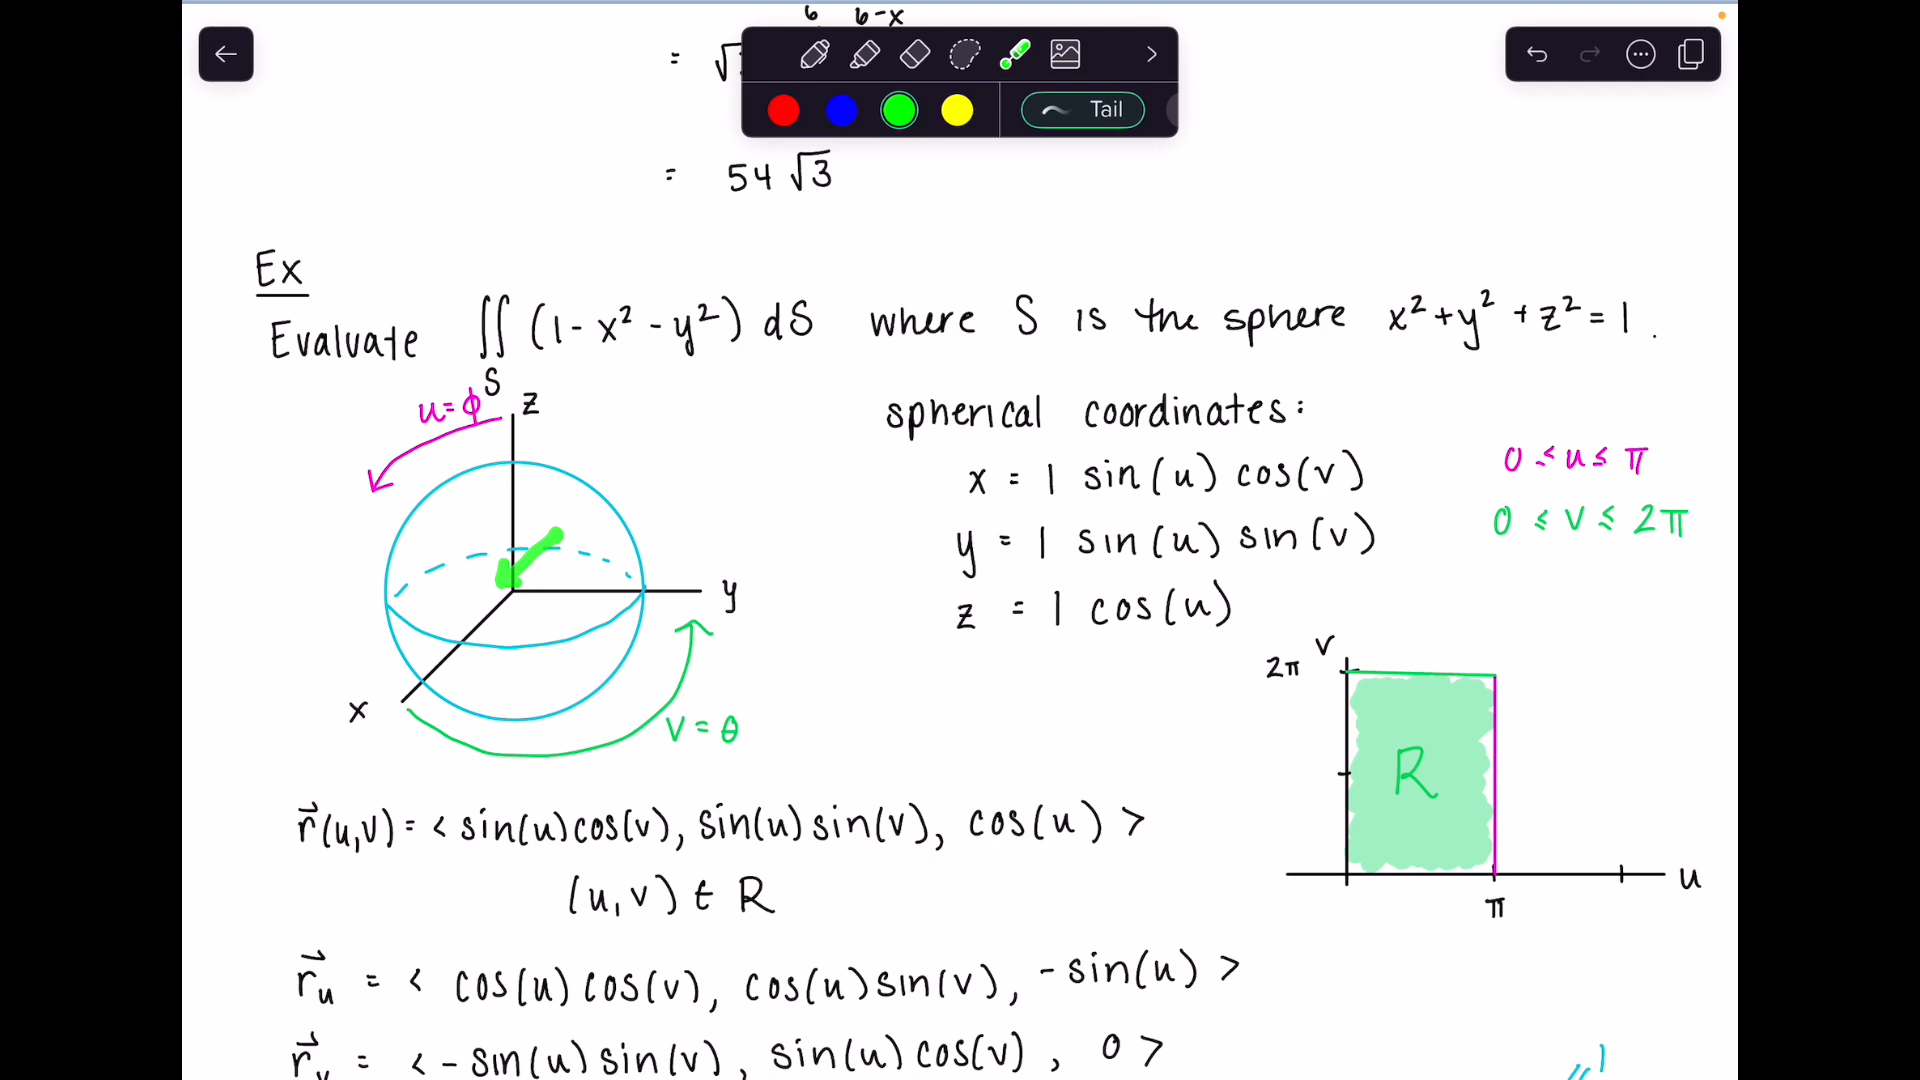 6 6-x
= √
Tail
= 54 √3
Ex
Evaluate ∬ (1 - x² - y²) dS where S is the sphere x² + y² + z² = 1 .
S
u = ϕ
z
spherical coordinates:
x = 1 sin(u) cos(v)
0 ≤ u ≤ π
y = 1 sin(u) sin(v)
0 ≤ v ≤ 2π
z = 1 cos(u)
y
x
v = θ
v
2π
R
u
π
r⃗(u,v) = < sin(u)cos(v), sin(u)sin(v), cos(u) >
(u,v) ∈ R
r⃗u = < cos(u)cos(v), cos(u)sin(v), -sin(u) >
r⃗v = < -sin(u)sin(v), sin(u)cos(v), 0 >